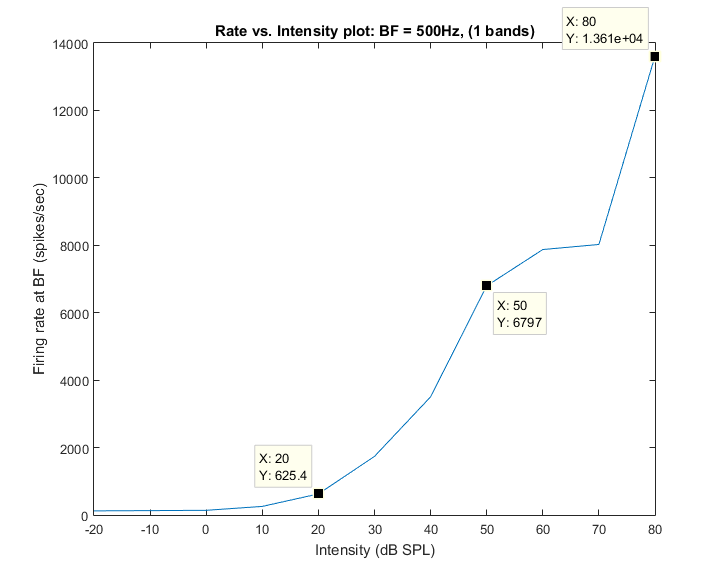 Rate vs. Intensity plot: BF = 500Hz, (1 bands)
X: 80
Y: 1.361e+04
14000
12000
10000
8000
6000
4000
2000
0
Firing rate at BF (spikes/sec)
X: 50
Y: 6797
X: 20
Y: 625.4
-20 -10 0 10 20 30 40 50 60 70 80
Intensity (dB SPL)